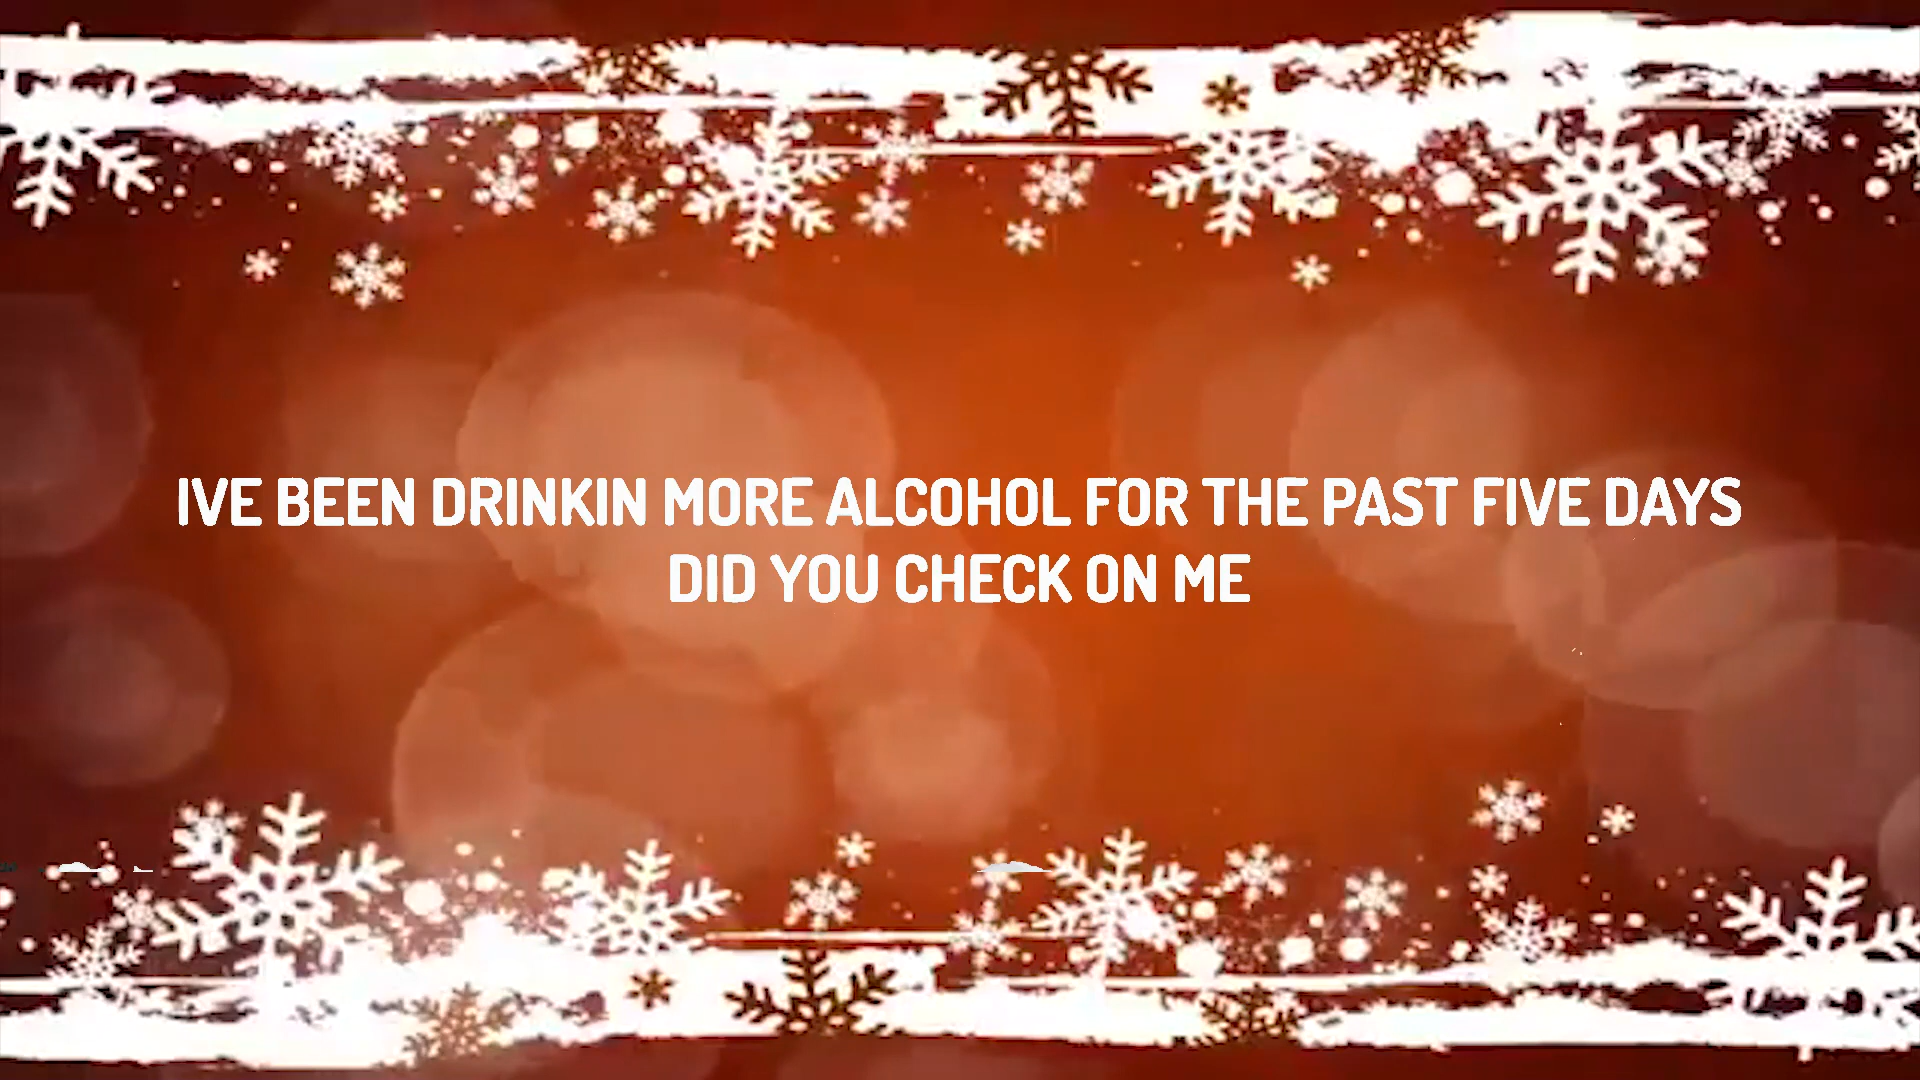 IVE BEEN DRINKIN MORE ALCOHOL FOR THE PAST FIVE DAYS
DID YOU CHECK ON ME